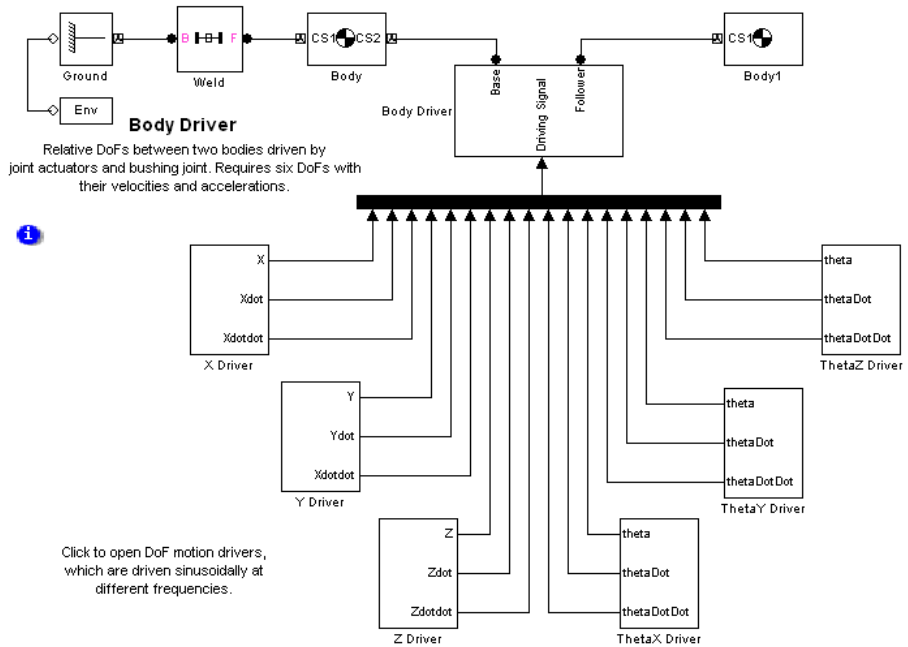 B F
CS1 CS2
CS1
Ground
Weld
Body
Body1
Env
Base
Driving Signal
Follower
Body Driver
Body Driver
Relative DoFs between two bodies driven by
joint actuators and bushing joint. Requires six DoFs with
their velocities and accelerations.
i
X
Xdot
Xdotdot
X Driver
theta
thetaDot
thetaDotDot
ThetaZ Driver
Y
Ydot
Xdotdot
Y Driver
theta
thetaDot
thetaDotDot
ThetaY Driver
Click to open DoF motion drivers,
which are driven sinusoidally at
different frequencies.
Z
Zdot
Zdotdot
Z Driver
theta
thetaDot
thetaDotDot
ThetaX Driver